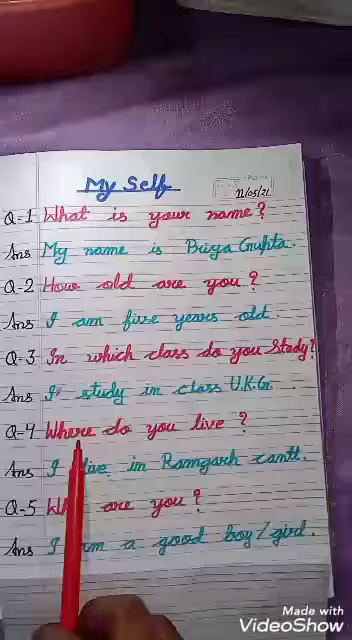 My Self
11/05/21
Q-1 What is your name?
Ans My name is Priya Gupta.
Q-2 How old are you?
Ans I am five years old
Q-3 In which class do you Study?
Ans I study in class U.K.G.
Q-4 Where do you live?
Ans I live in Ramgarh cantt.
Q-5 are you?
Ans I am a good boy/girl.
Made with
VideoShow